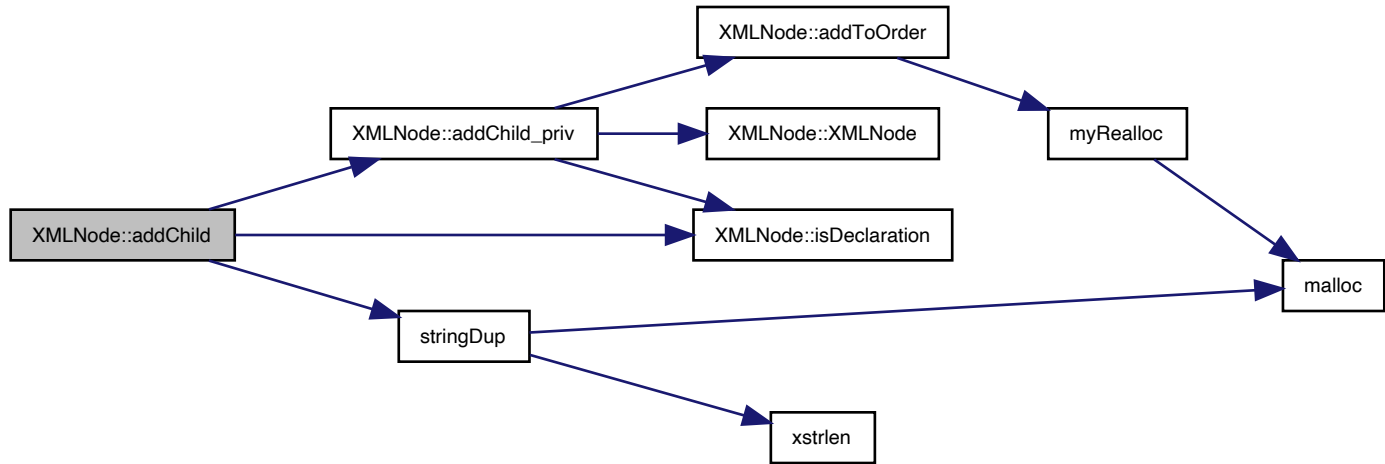 XMLNode::addToOrder
XMLNode::addChild_priv
XMLNode::XMLNode
myRealloc
XMLNode::addChild
XMLNode::isDeclaration
malloc
stringDup
xstrlen